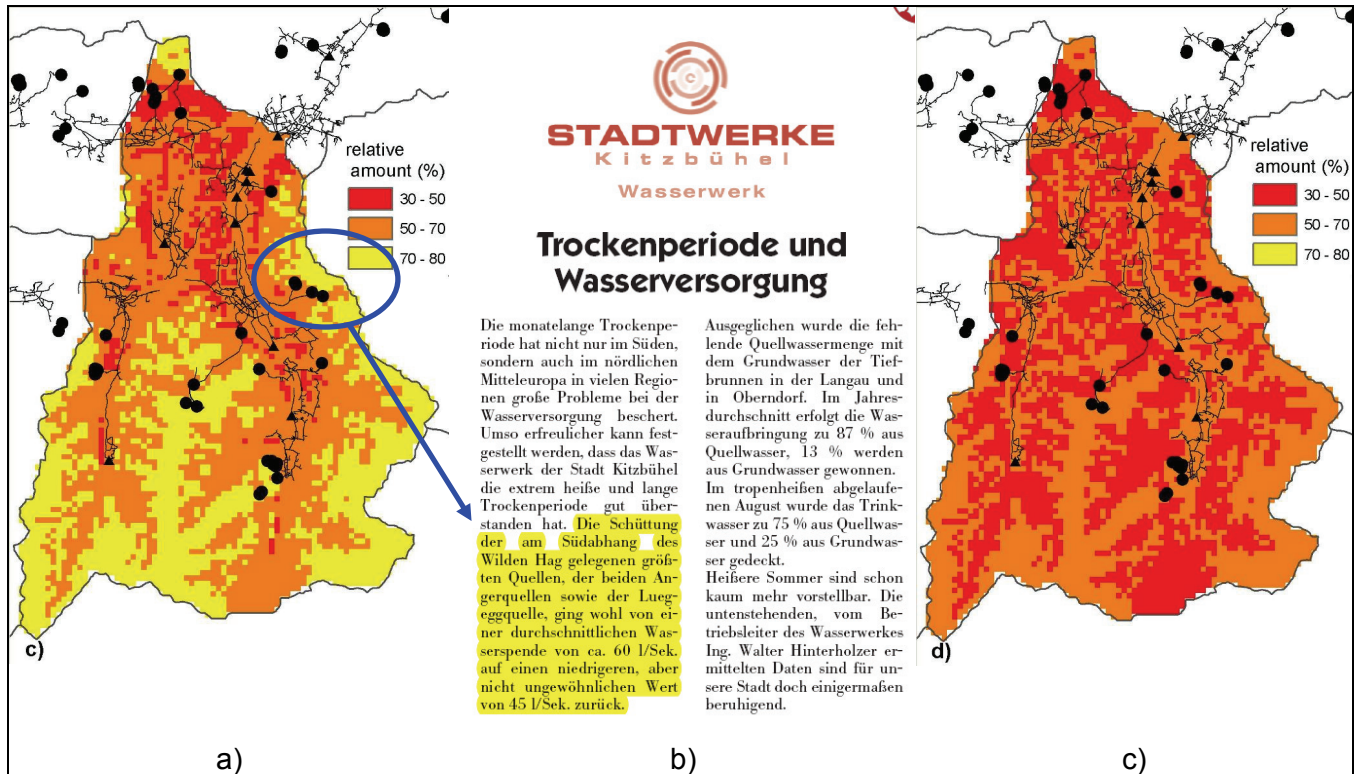 relative
amount (%)
30 - 50
50 - 70
70 - 80
c)
a)
STADTWERKE
Kitzbühel
Wasserwerk
Trockenperiode und
Wasserversorgung
Die monatelange Trockenpe-
riode hat nicht nur im Süden,
sondern auch im nördlichen
Mitteleuropa in vielen Regio-
nen große Probleme bei der
Wasserversorgung beschert.
Umso erfreulicher kann fest-
gestellt werden, dass das Was-
serwerk der Stadt Kitzbühel
die extrem heiße und lange
Trockenperiode gut über-
standen hat. Die Schüttung
der am Südabhang des
Wilden Hag gelegenen größ-
ten Quellen, der beiden An-
gerquellen sowie der Lueg-
eggquelle, ging wohl von ei-
ner durchschnittlichen Was-
serspende von ca. 60 l/Sek.
auf einen niedrigeren, aber
nicht ungewöhnlichen Wert
von 45 l/Sek. zurück.
Ausgeglichen wurde die feh-
lende Quellwassermenge mit
dem Grundwasser der Tief-
brunnen in der Langau und
in Oberndorf. Im Jahres-
durchschnitt erfolgt die Was-
seraufbringung zu 87 % aus
Quellwasser, 13 % werden
aus Grundwasser gewonnen.
Im tropenheißen abgelaufe-
nen August wurde das Trink-
wasser zu 75 % aus Quellwas-
ser und 25 % aus Grundwas-
ser gedeckt.
Heißere Sommer sind schon
kaum mehr vorstellbar. Die
untenstehenden, vom Be-
triebsleiter des Wasserwerkes
Ing. Walter Hinterholzer er-
mittelten Daten sind für un-
sere Stadt doch einigermaßen
beruhigend.
b)
relative
amount (%)
30 - 50
50 - 70
70 - 80
d)
c)